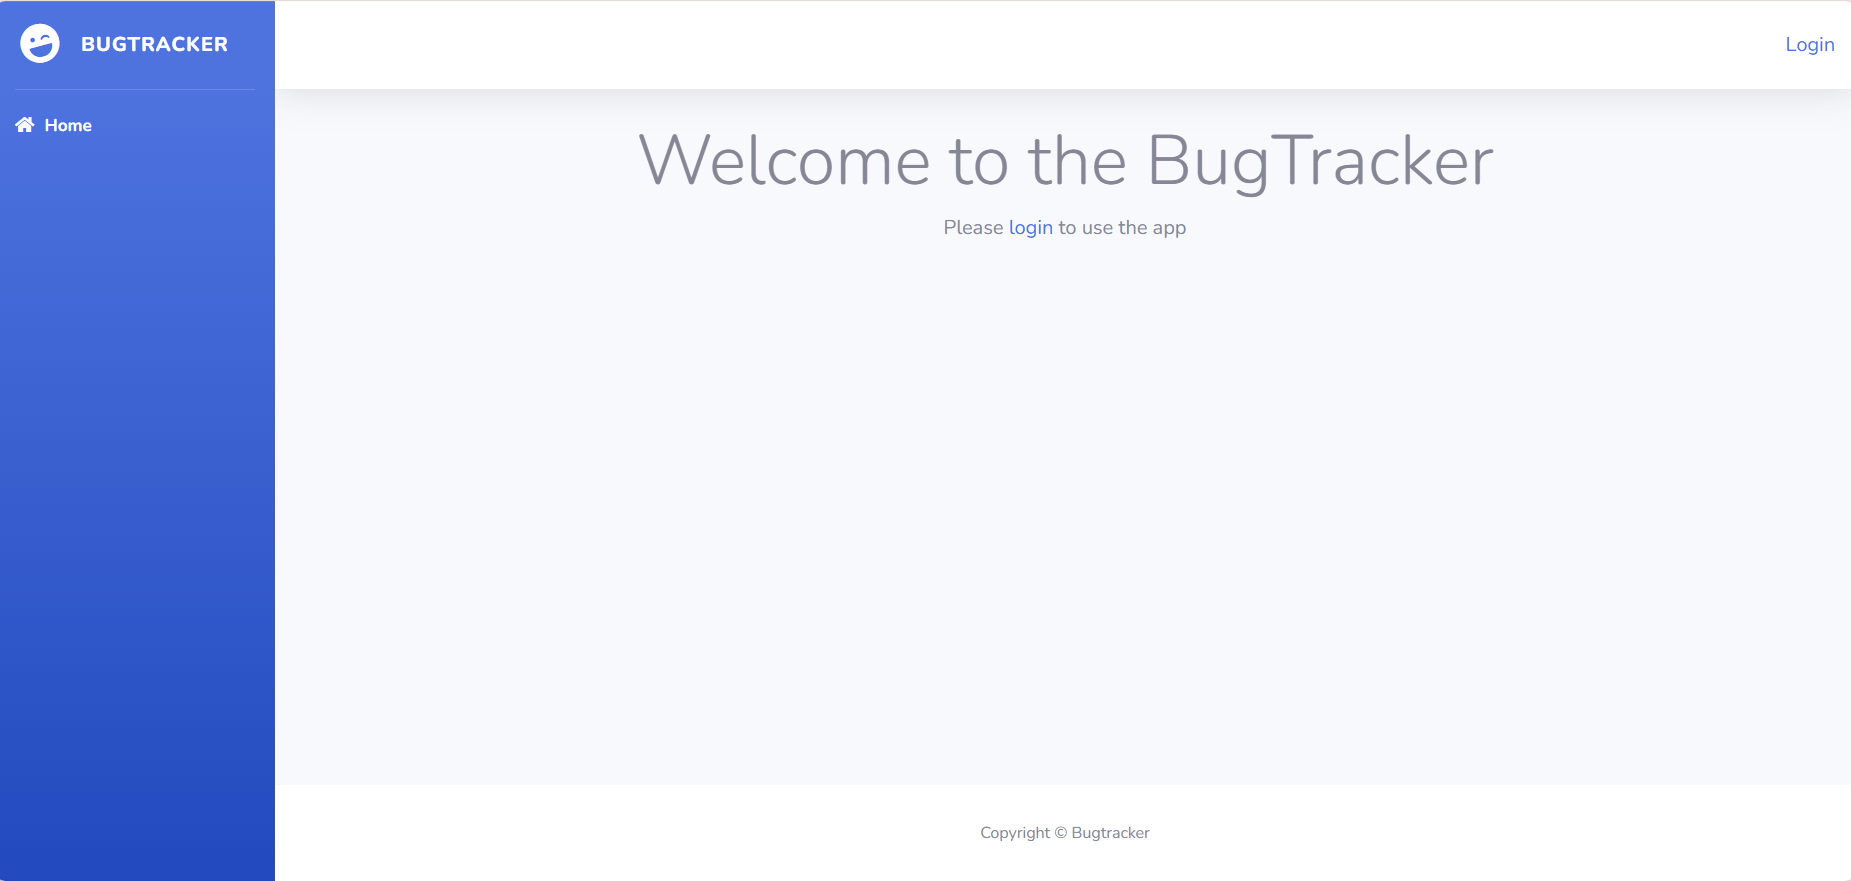 BUGTRACKER
Login
Home
Welcome to the BugTracker
Please login to use the app
Copyright © Bugtracker